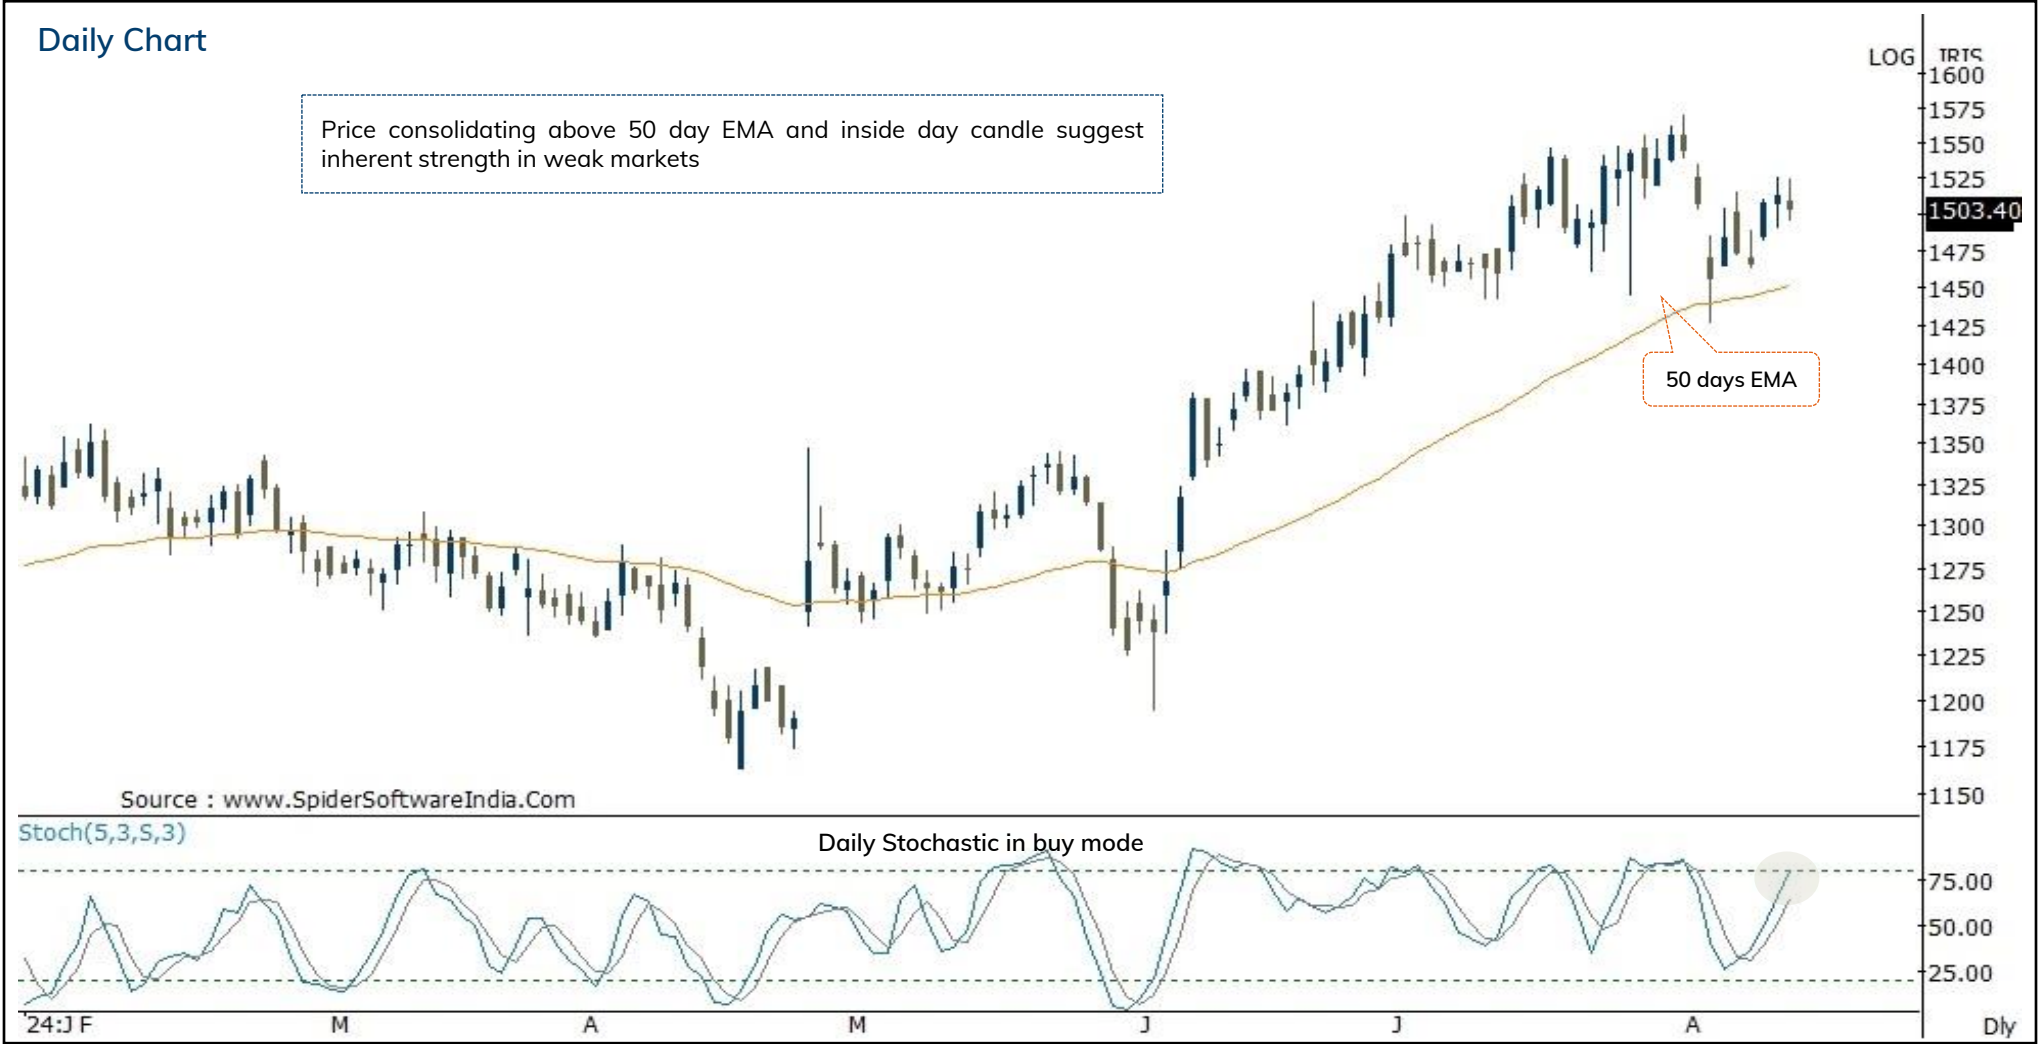 Daily Chart
LOG IRIS
Price consolidating above 50 day EMA and inside day candle suggest
inherent strength in weak markets
1600
1575
1550
1525
1503.40
1475
1450
1425
1400
1375
1350
1325
1300
1275
1250
1225
1200
1175
1150
50 days EMA
Source : www.SpiderSoftwareIndia.Com
Stoch(5,3,S,3)
Daily Stochastic in buy mode
75.00
50.00
25.00
'24:J F M A M J J A Dly